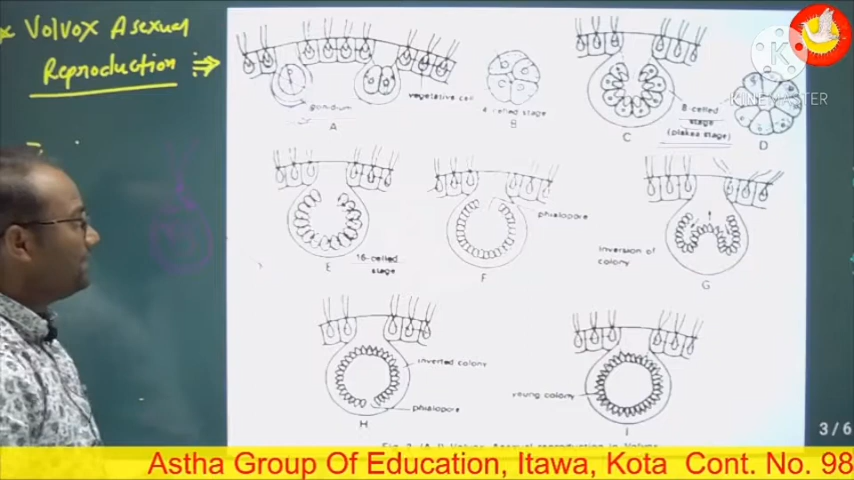 Volvox Asexual
Reproduction :→
gonidium
A
vegetative cell
4 celled stage
B
8-celled
stage
(plakea stage)
C
D
KINEMASTER
E
16-celled
stage
F
phialopore
inversion of
colony
G
inverted colony
phialopore
H
young colony
I
3/6
Astha Group Of Education, Itawa, Kota Cont. No. 98